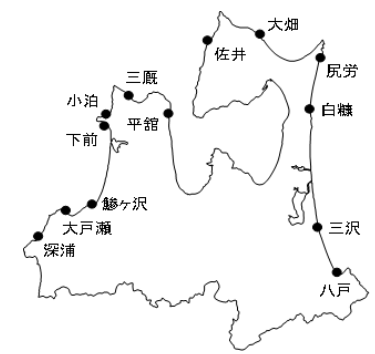 大畑
佐井
尻労
三厩
小泊
白糠
平舘
下前
鰺ヶ沢
大戸瀬
三沢
深浦
八戸